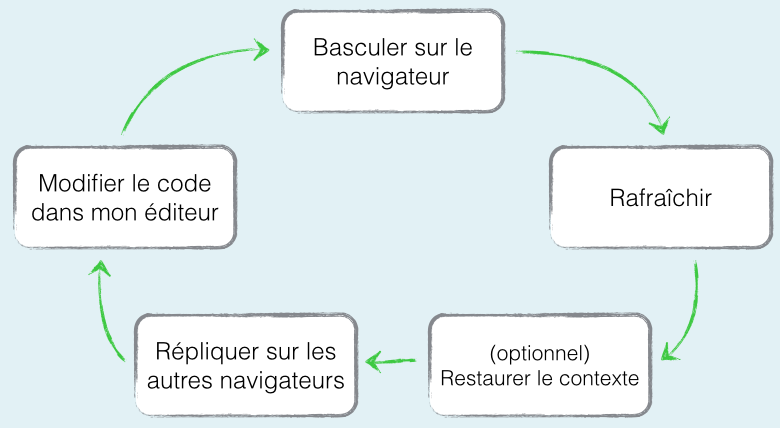 Basculer sur le
navigateur
Modifier le code
dans mon éditeur
Rafraîchir
Répliquer sur les
autres navigateurs
(optionnel)
Restaurer le contexte